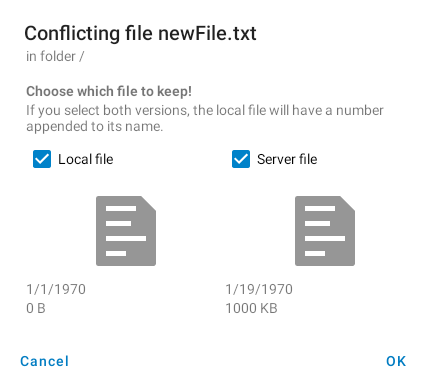 Conflicting file newFile.txt
in folder /
Choose which file to keep!
If you select both versions, the local file will have a number
appended to its name.
Local file
Server file
1/1/1970
0 B
1/19/1970
1000 KB
Cancel
OK